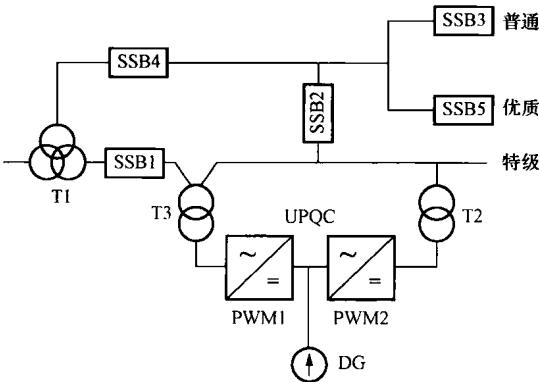 SSB3 普通
SSB4
SSB2
SSB5 优质
SSB1
特级
T1
T3
UPQC
T2
~
=
~
=
PWM1
PWM2
DG